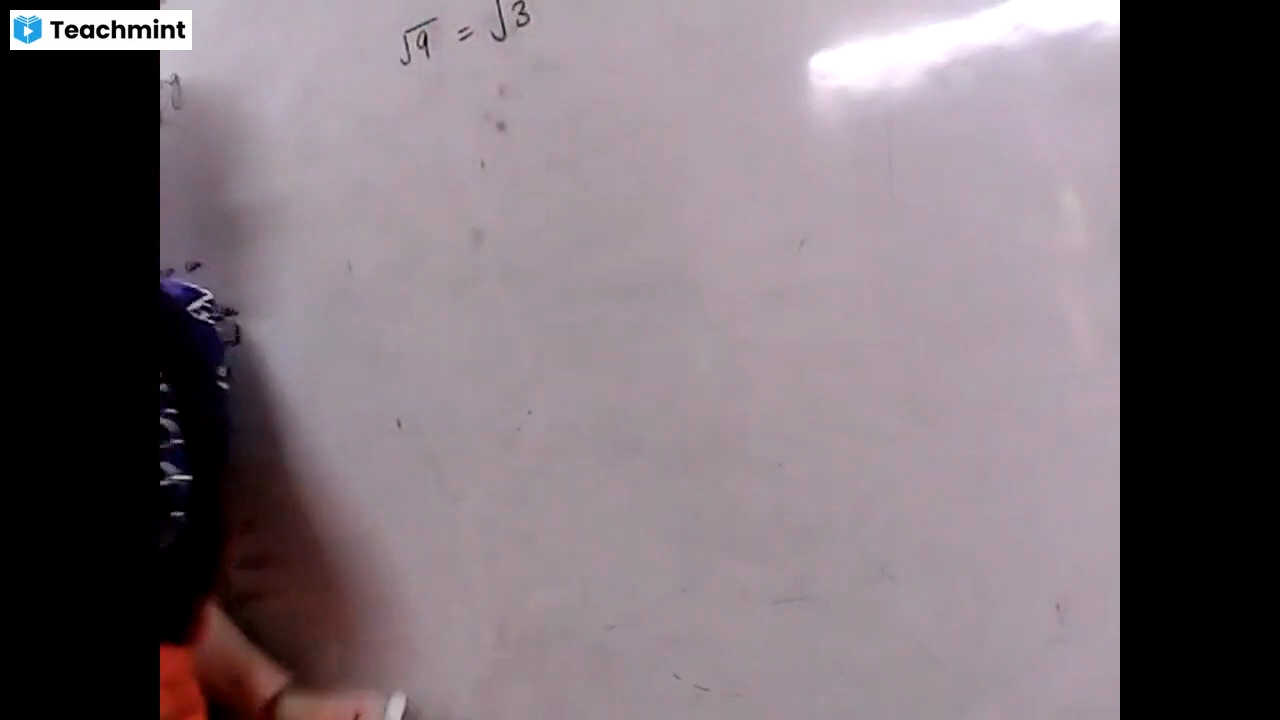 Teachmint
√9 = √3